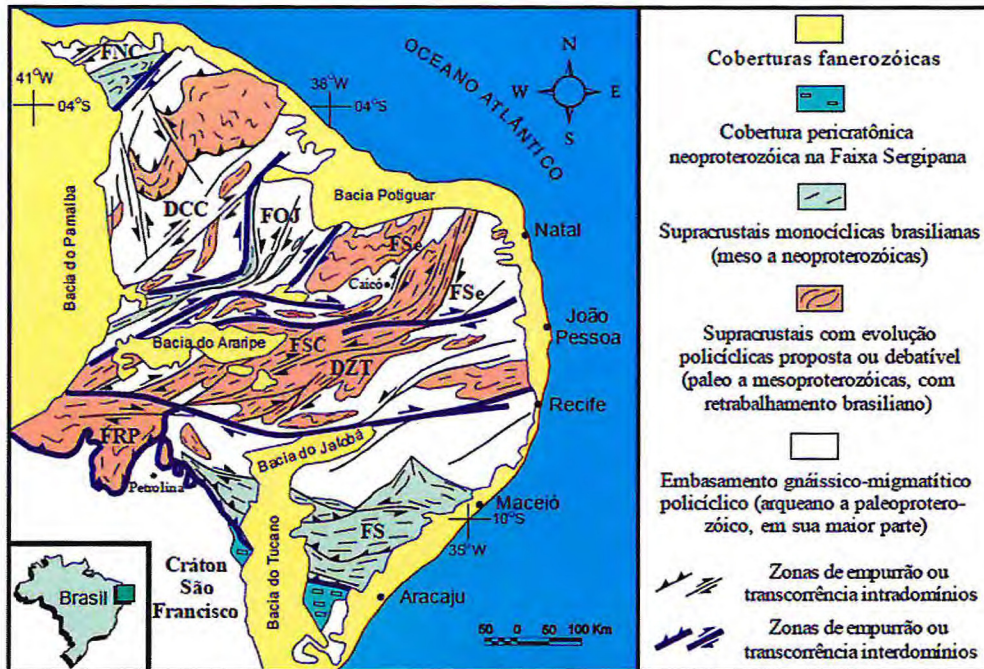 FNC
41°W
04°S
38°W
04°S
OCEANO ATLÂNTICO
N
W
E
S
Bacia do Parnaíba
DCC
FOJ
Bacia Potiguar
Natal
FSe
Caicó
FSe
João
Pessoa
Bacia do Araripe
FSC
DZT
Recife
FRP
Bacia do Jatobá
Petrolina
Maceió
10°S
35°W
FS
Bacia do Tucano
Cráton
São
Francisco
Aracaju
Brasil
50 0 50 100 Km
Coberturas fanerozóicas
Cobertura pericratônica
neoproterozóica na Faixa Sergipana
Supracrustais monocíclicas brasilianas
(meso a neoproterozóicas)
Supracrustais com evolução
policíclicas proposta ou debatível
(paleo a mesoproterozóicas, com
retrabalhamento brasiliano)
Embasamento gnáissico-migmatítico
policíclico (arqueano a paleoprotero-
zóico, em sua maior parte)
Zonas de empurrão ou
transcorrência intradomínios
Zonas de empurrão ou
transcorrência interdomínios